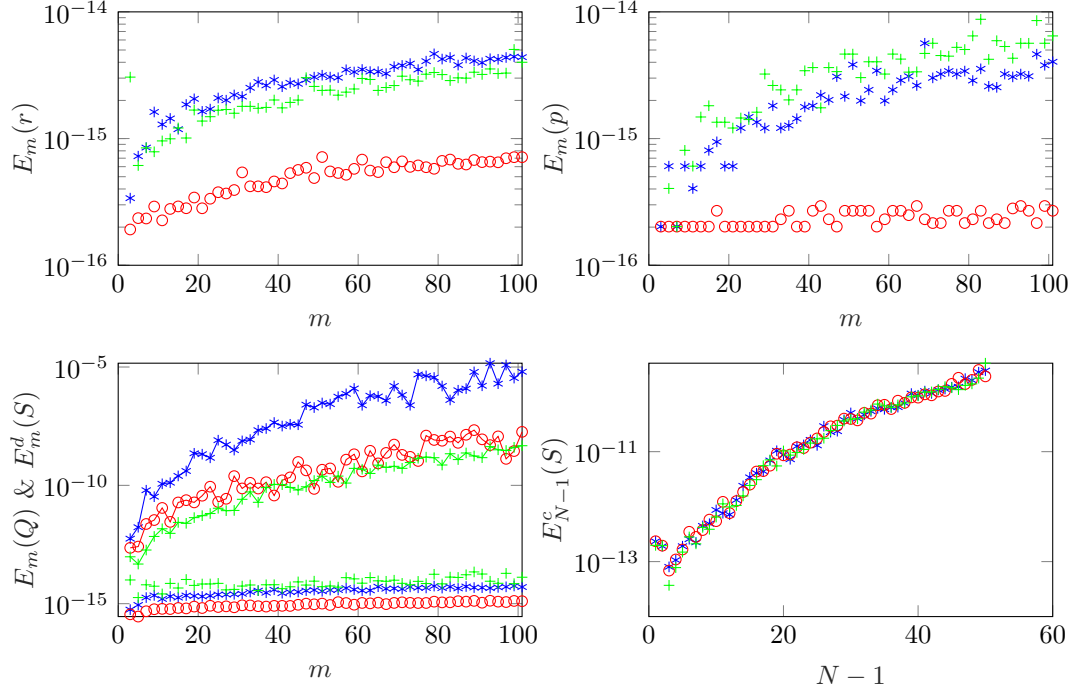 10^{-14}
10^{-15}
10^{-16}
E_m(r)
0 20 40 60 80 100
m
10^{-14}
10^{-15}
10^{-16}
E_m(p)
0 20 40 60 80 100
m
10^{-5}
10^{-10}
10^{-15}
E_m(Q) & E_m^d(S)
0 20 40 60 80 100
m
10^{-11}
10^{-13}
E_{N-1}^c(S)
0 20 40 60
N − 1